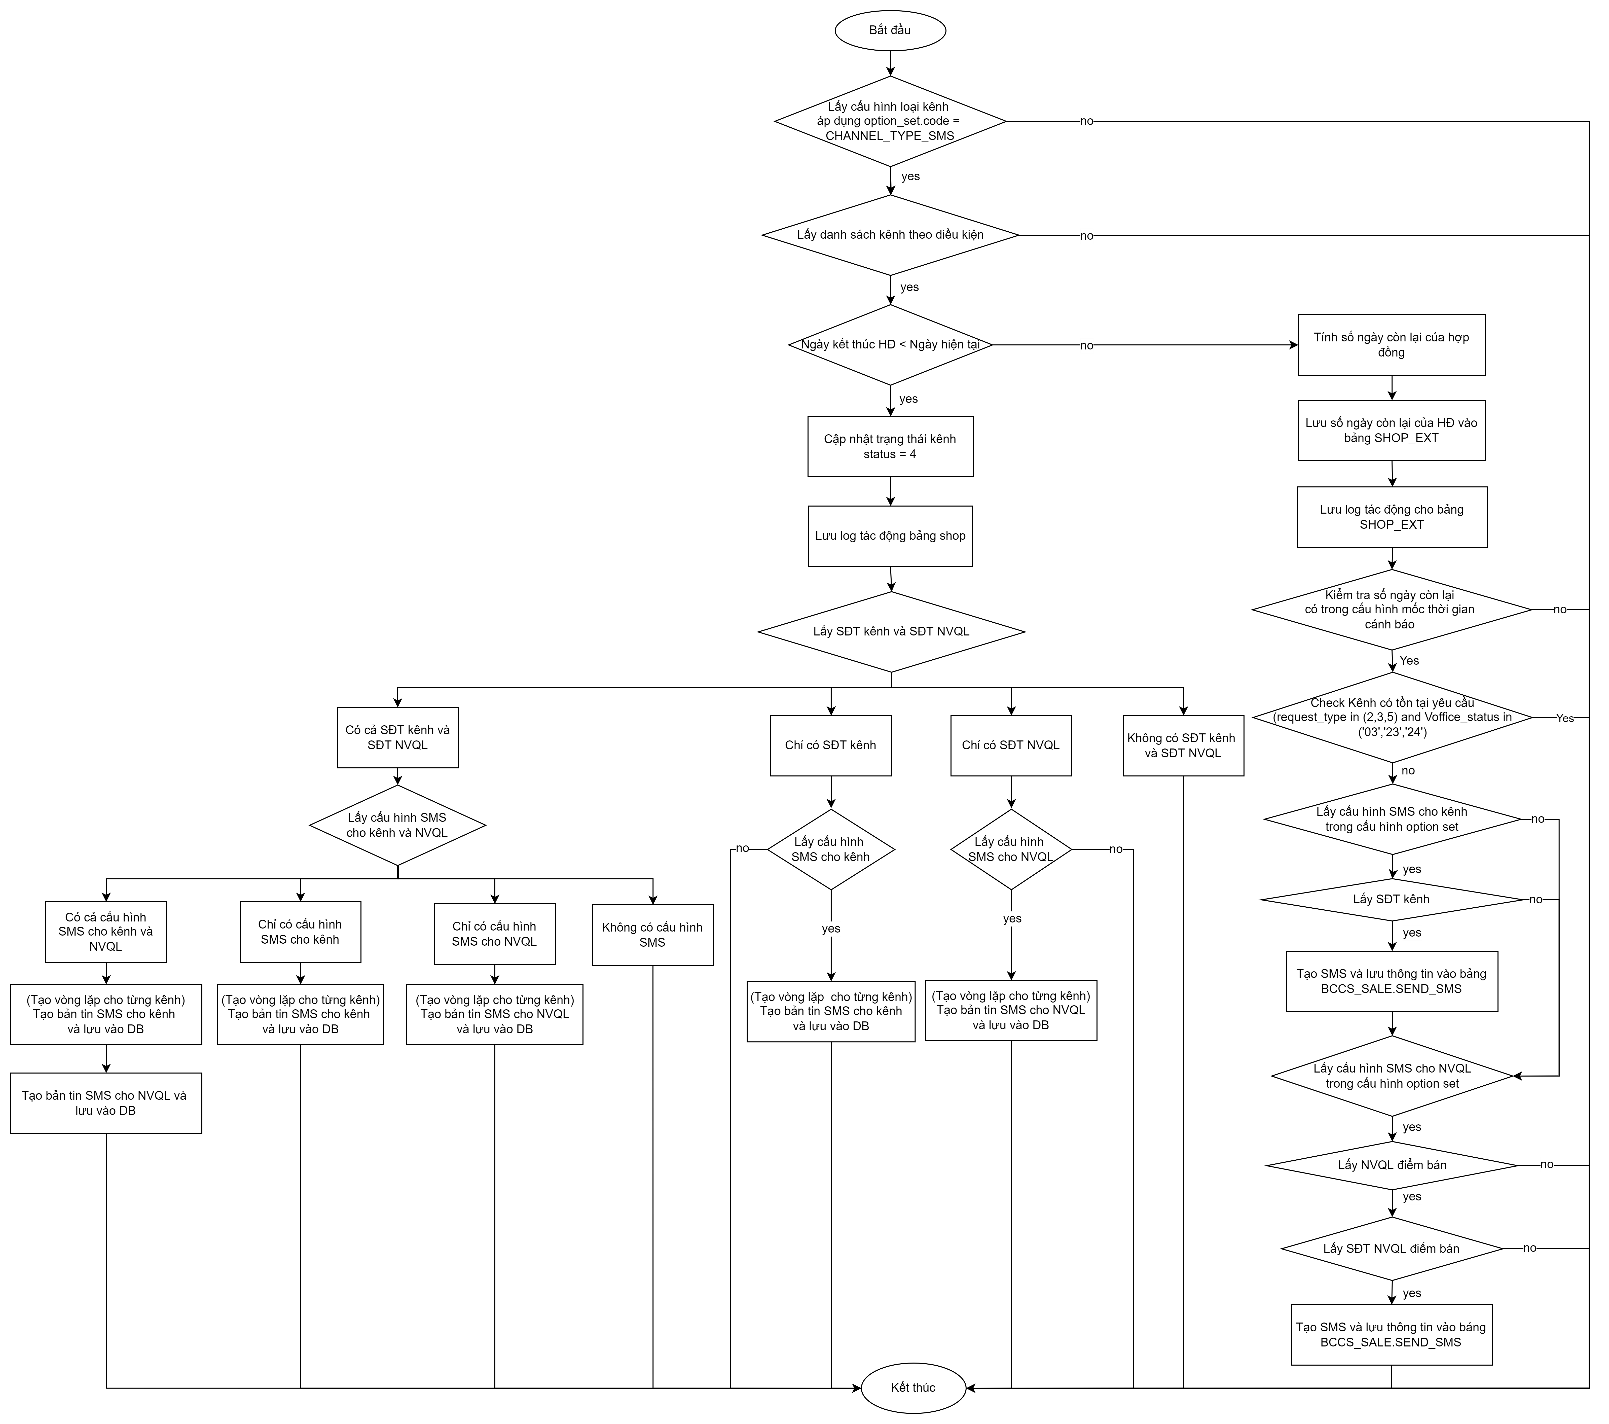 Bắt đầu
Lấy cấu hình loại kênh
áp dụng option_set.code =
CHANNEL_TYPE_SMS
no
yes
Lấy danh sách kênh theo điều kiện
no
yes
Ngày kết thúc HD < Ngày hiện tại
no
yes
Tính số ngày còn lại của hợp
đồng
Cập nhật trạng thái kênh
status = 4
Lưu số ngày còn lại của HĐ vào
bảng SHOP_EXT
Lưu log tác động bảng shop
Lưu log tác động cho bảng
SHOP_EXT
Lấy SĐT kênh và SĐT NVQL
Kiểm tra số ngày còn lại
có trong cấu hình mốc thời gian
cảnh báo
no
Yes
Có cả SĐT kênh và
SĐT NVQL
Chỉ có SĐT kênh
Chỉ có SĐT NVQL
Không có SĐT kênh
và SĐT NVQL
Check Kênh có tồn tại yêu cầu
(request_type in (2,3,5) and Voffice_status in
('03','23','24')
Yes
no
Lấy cấu hình SMS
cho kênh và NVQL
no
Lấy cấu hình
SMS cho kênh
yes
Lấy cấu hình
SMS cho NVQL
no
yes
Lấy cấu hình SMS cho kênh
trong cấu hình option set
no
yes
Có cả cấu hình
SMS cho kênh và
NVQL
Chỉ có cấu hình
SMS cho kênh
Chỉ có cấu hình
SMS cho NVQL
Không có cấu hình
SMS
Lấy SĐT kênh
no
yes
(Tạo vòng lặp cho từng kênh)
Tạo bản tin SMS cho kênh
và lưu vào DB
(Tạo vòng lặp cho từng kênh)
Tạo bản tin SMS cho kênh
và lưu vào DB
(Tạo vòng lặp cho từng kênh)
Tạo bản tin SMS cho NVQL
và lưu vào DB
(Tạo vòng lặp cho từng kênh)
Tạo bản tin SMS cho kênh
và lưu vào DB
(Tạo vòng lặp cho từng kênh)
Tạo bản tin SMS cho NVQL
và lưu vào DB
Tạo SMS và lưu thông tin vào bảng
BCCS_SALE.SEND_SMS
Tạo bản tin SMS cho NVQL và
lưu vào DB
Lấy cấu hình SMS cho NVQL
trong cấu hình option set
yes
Lấy NVQL điểm bán
no
yes
Lấy SĐT NVQL điểm bán
no
yes
Tạo SMS và lưu thông tin vào bảng
BCCS_SALE.SEND_SMS
Kết thúc